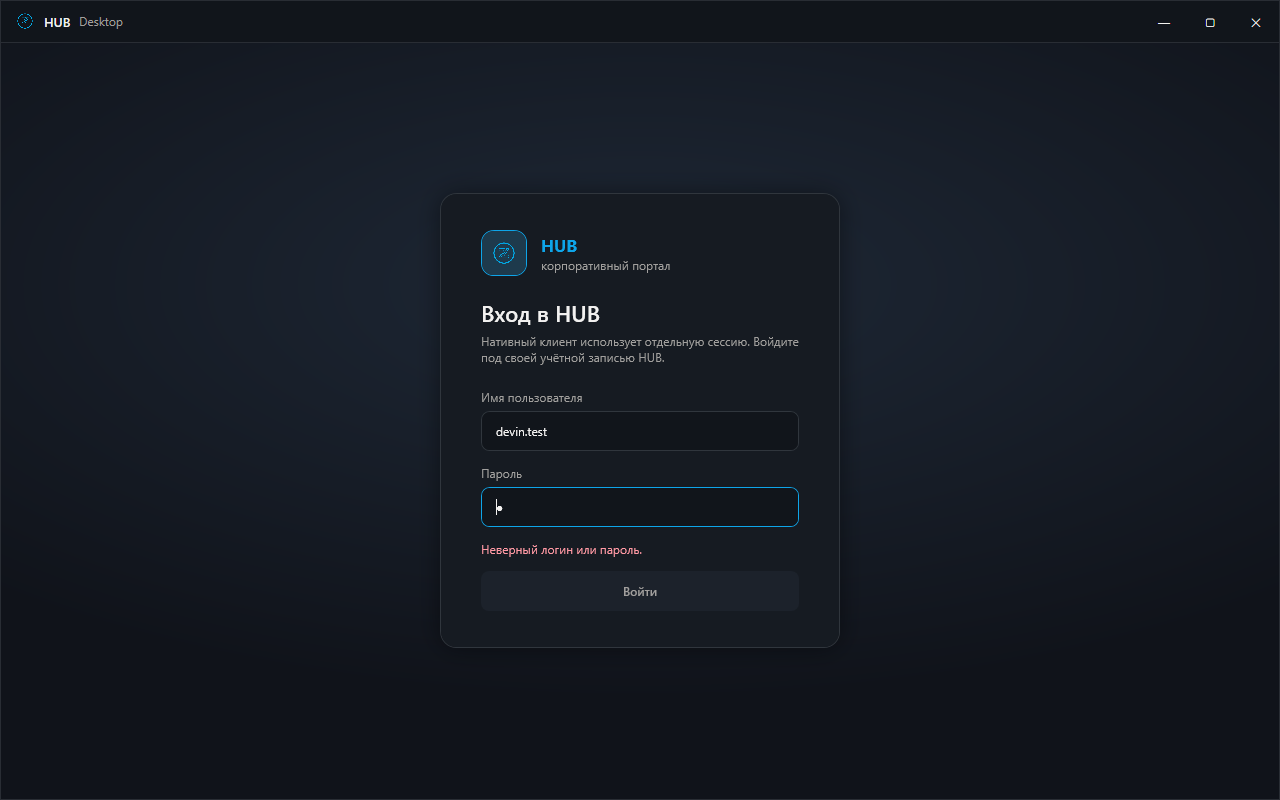 HUB Desktop
HUB
корпоративный портал
Вход в HUB
Нативный клиент использует отдельную сессию. Войдите
под своей учётной записью HUB.
Имя пользователя
devin.test
Пароль
Неверный логин или пароль.
Войти